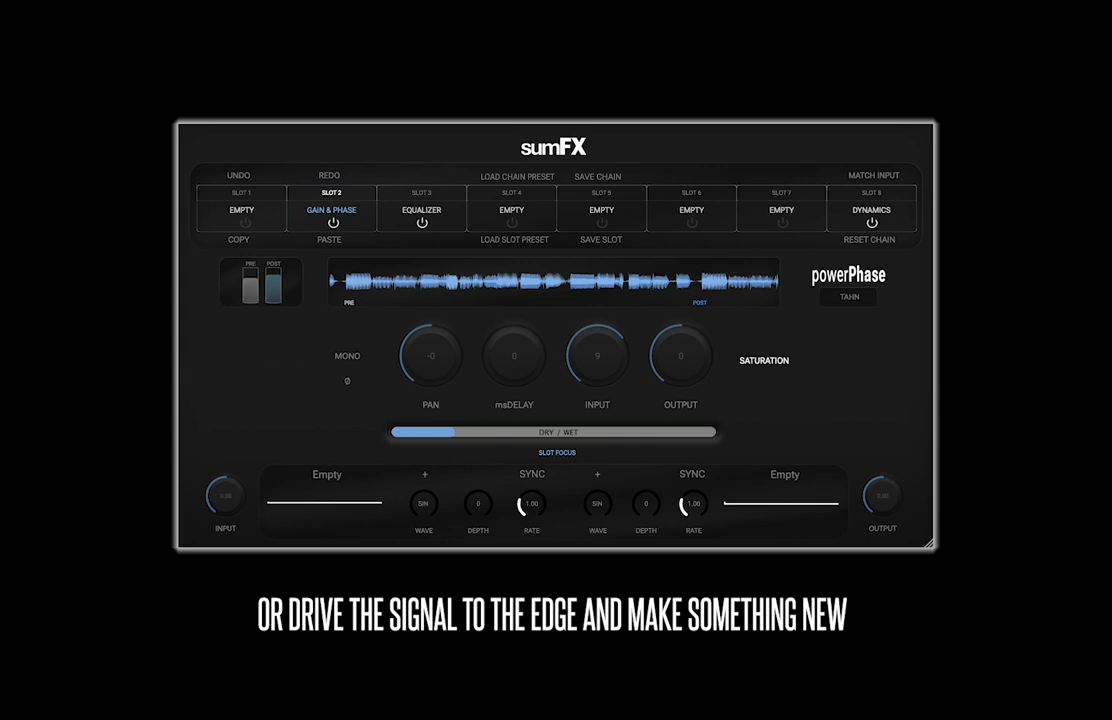 sumFX
UNDO REDO LOAD CHAIN PRESET SAVE CHAIN MATCH INPUT
SLOT 1 SLOT 2 SLOT 3 SLOT 4 SLOT 5 SLOT 6 SLOT 7 SLOT 8
EMPTY GAIN & PHASE EQUALIZER EMPTY EMPTY EMPTY EMPTY DYNAMICS
COPY PASTE LOAD SLOT PRESET SAVE SLOT RESET CHAIN
PRE POST
PRE POST
powerPhase
TAHN
MONO
Ø
-0 0 9 0
SATURATION
PAN msDELAY INPUT OUTPUT
DRY / WET
SLOT FOCUS
Empty + SYNC + SYNC Empty
0.00 SIN 0 1.00 SIN 0 1.00 0.00
INPUT WAVE DEPTH RATE WAVE DEPTH RATE OUTPUT
OR DRIVE THE SIGNAL TO THE EDGE AND MAKE SOMETHING NEW